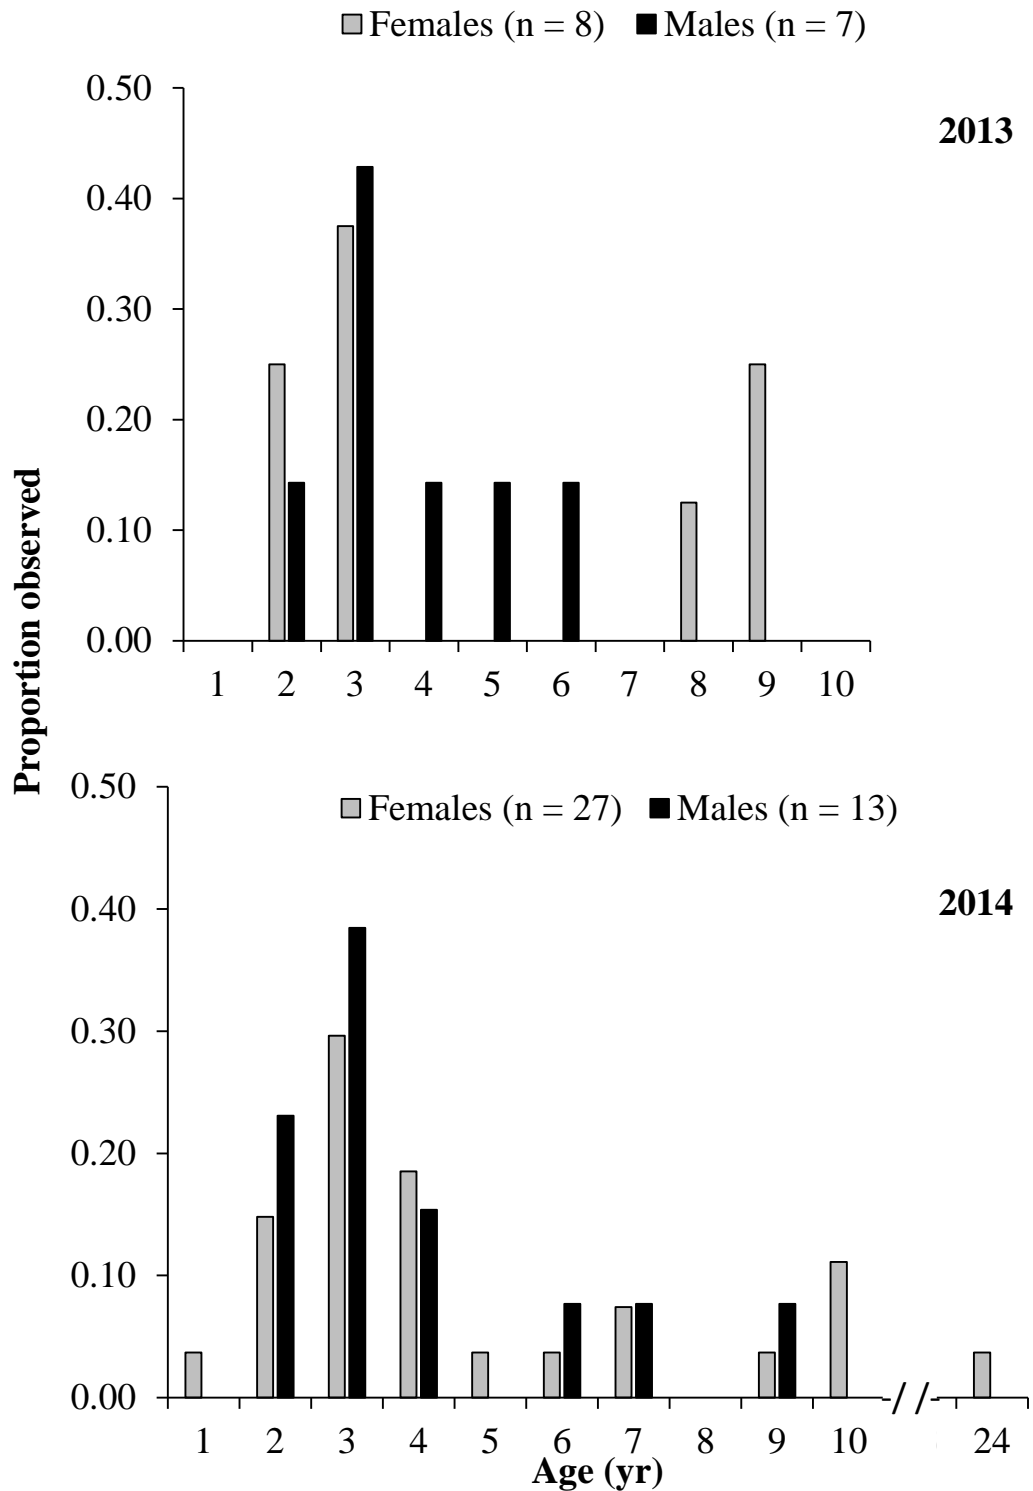 Females (n = 8) Males (n = 7)
0.50
2013
0.40
0.30
0.20
0.10
0.00
1 2 3 4 5 6 7 8 9 10
Proportion observed
0.50
Females (n = 27) Males (n = 13)
0.40
2014
0.30
0.20
0.10
0.00
-/ /-
1 2 3 4 5 6 7 8 9 10 24
Age (yr)